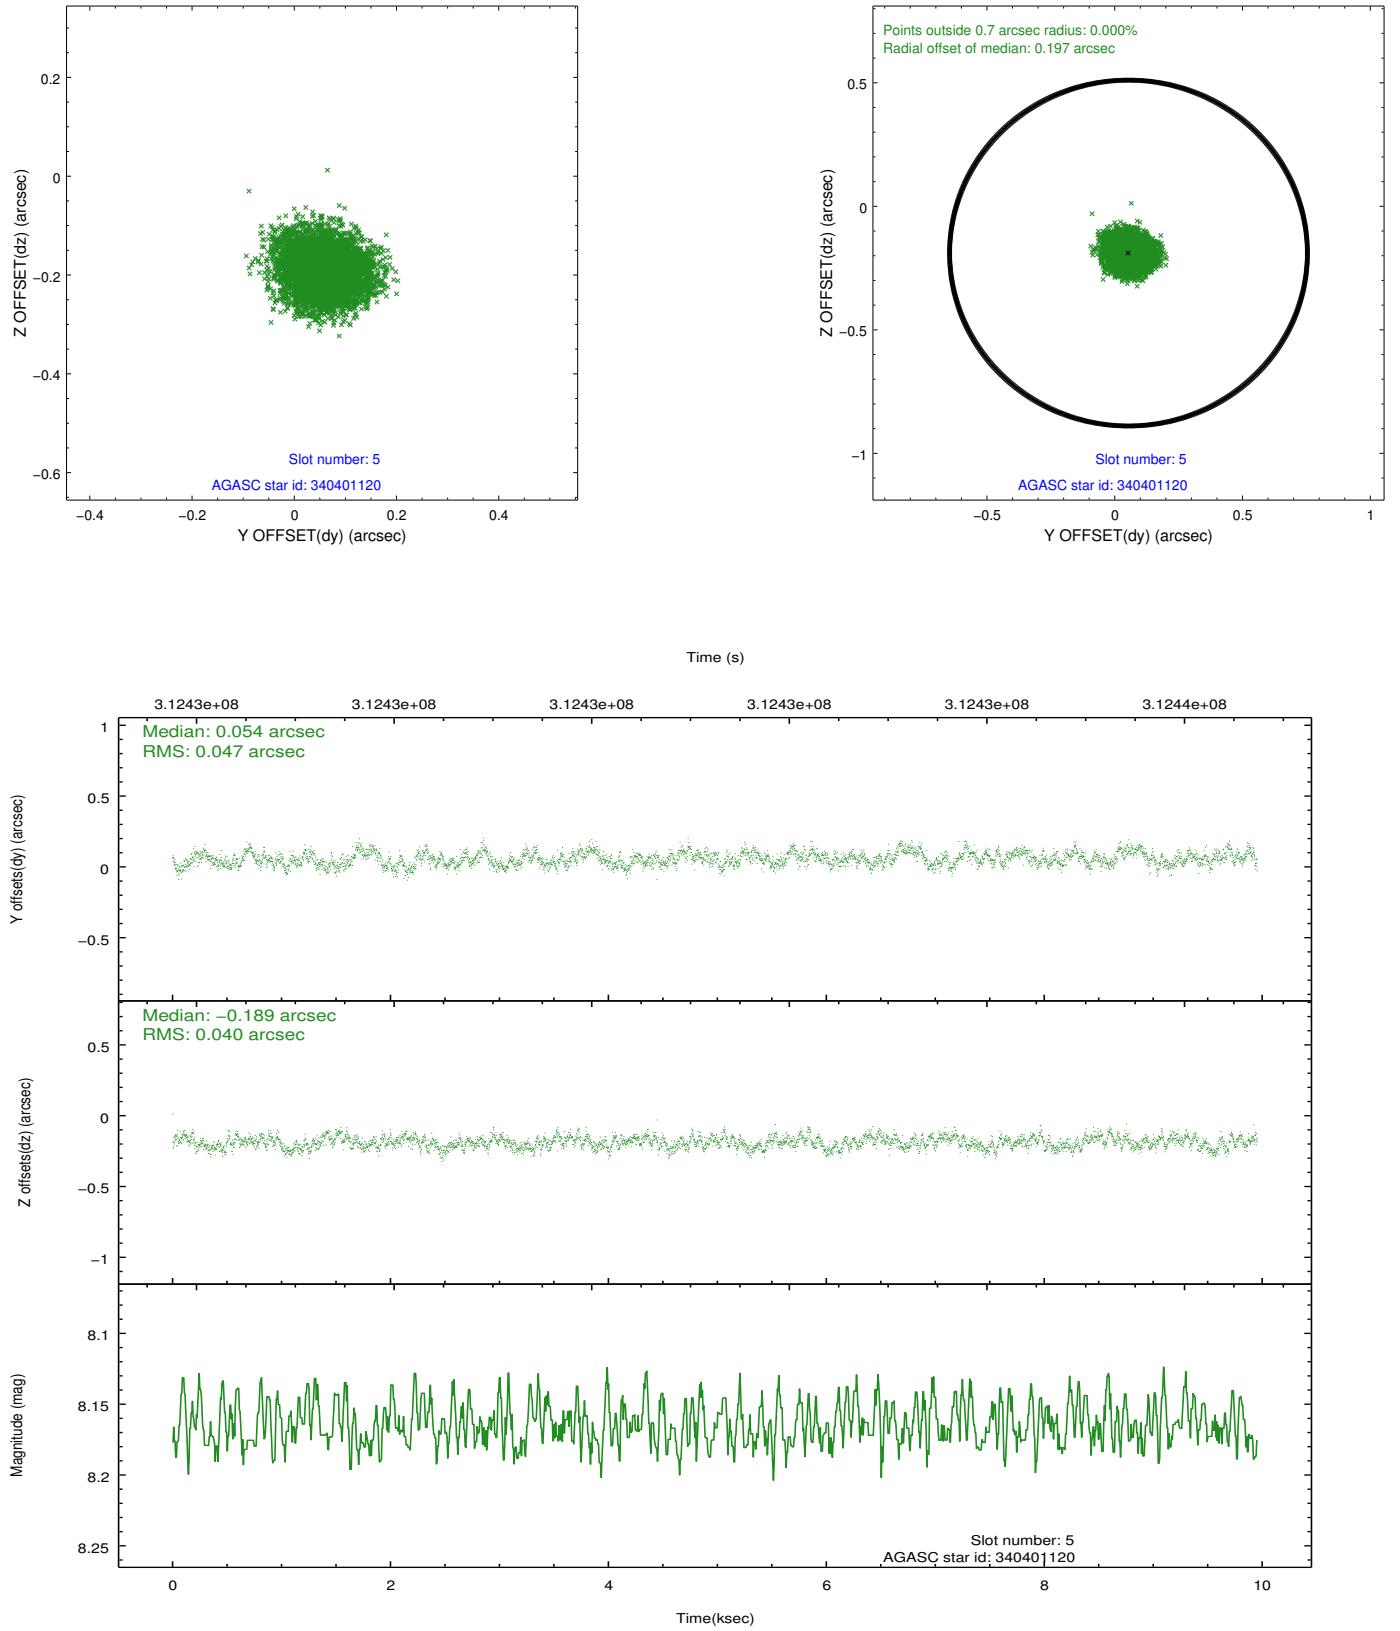 0.2
0
−0.2
−0.4
−0.6
Z OFFSET(dz) (arcsec)
Slot number: 5
AGASC star id: 340401120
−0.4
−0.2
0
0.2
0.4
Y OFFSET(dy) (arcsec)
Points outside 0.7 arcsec radius: 0.000%
Radial offset of median: 0.197 arcsec
0.5
0
−0.5
−1
Z OFFSET(dz) (arcsec)
Slot number: 5
AGASC star id: 340401120
−0.5
0
0.5
1
Y OFFSET(dy) (arcsec)
Time (s)
3.1243e+08
3.1243e+08
3.1243e+08
3.1243e+08
3.1243e+08
3.1244e+08
Median: 0.054 arcsec
RMS: 0.047 arcsec
1
0.5
0
−0.5
Y offsets(dy) (arcsec)
Median: −0.189 arcsec
RMS: 0.040 arcsec
0.5
0
−0.5
−1
Z offsets(dz) (arcsec)
8.1
8.15
8.2
8.25
Magnitude (mag)
Slot number: 5
AGASC star id: 340401120
0
2
4
6
8
10
Time(ksec)